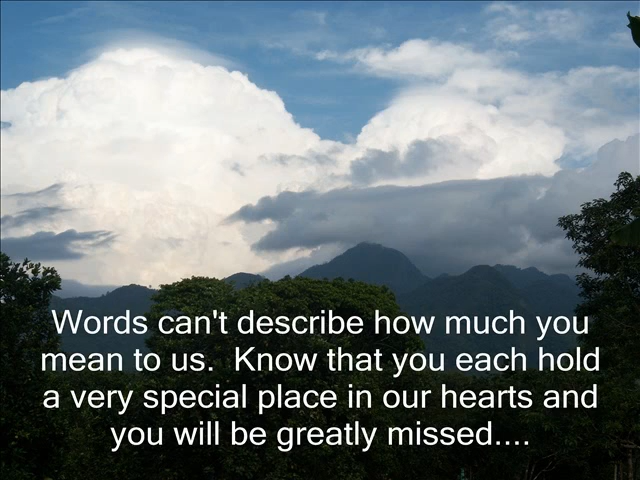 Words can't describe how much you
mean to us.  Know that you each hold
a very special place in our hearts and
you will be greatly missed....